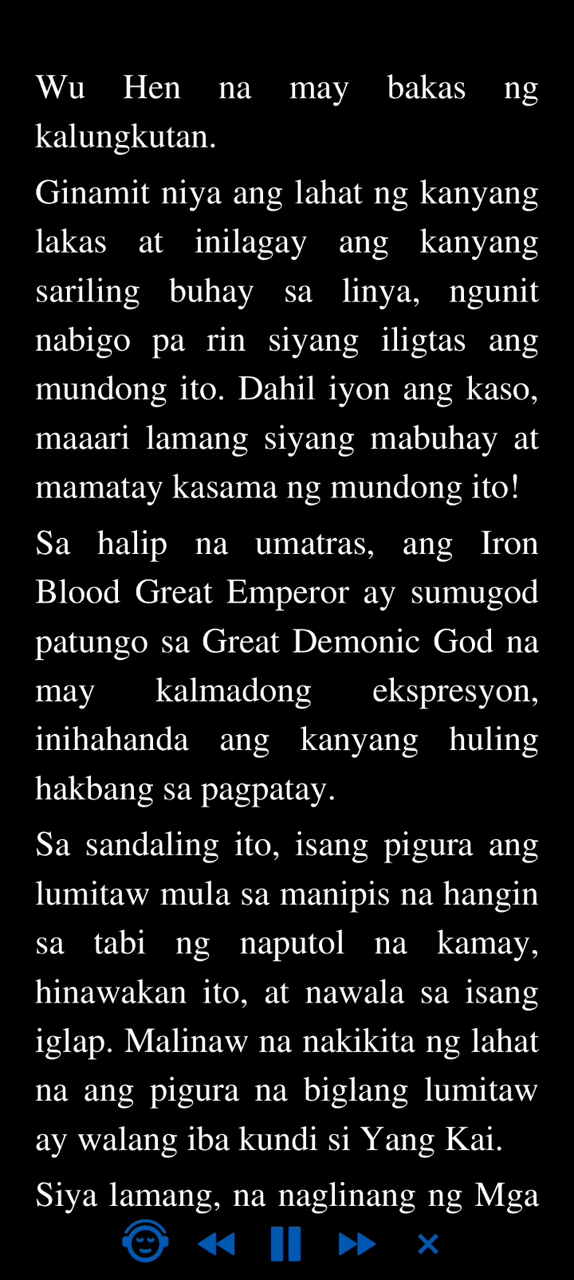 Wu Hen na may bakas ng
kalungkutan.
Ginamit niya ang lahat ng kanyang
lakas at inilagay ang kanyang
sariling buhay sa linya, ngunit
nabigo pa rin siyang iligtas ang
mundong ito. Dahil iyon ang kaso,
maaari lamang siyang mabuhay at
mamatay kasama ng mundong ito!
Sa halip na umatras, ang Iron
Blood Great Emperor ay sumugod
patungo sa Great Demonic God na
may kalmadong ekspresyon,
inihahanda ang kanyang huling
hakbang sa pagpatay.
Sa sandaling ito, isang pigura ang
lumitaw mula sa manipis na hangin
sa tabi ng naputol na kamay,
hinawakan ito, at nawala sa isang
iglap. Malinaw na nakikita ng lahat
na ang pigura na biglang lumitaw
ay walang iba kundi si Yang Kai.
Siya lamang, na naglinang ng Mga